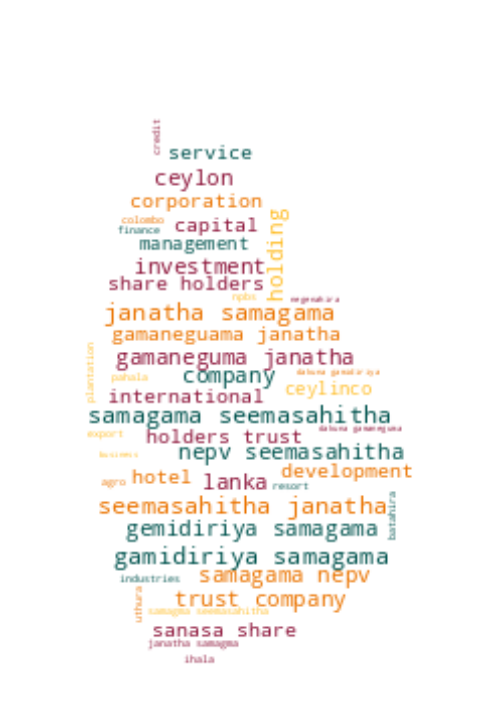 credit
service
ceylon
corporation
colombo
capital
finance
holding
management
investment
share holders
npbs
negenahira
janatha samagama
gamaneguama janatha
plantation
gamaneguma janatha
dakuna gamidiriya
company
pahala
ceylinco
international
samagama seemasahitha
dakuna gamaneguma
export
holders trust
nepv seemasahitha
business
development
hotel
agro
lanka
resort
seemasahitha janatha
batahira
gemidiriya samagama
gamidiriya samagama
industries
samagama nepv
uthura
trust company
samagma seemasahitha
sanasa share
janatha samagma
ihala